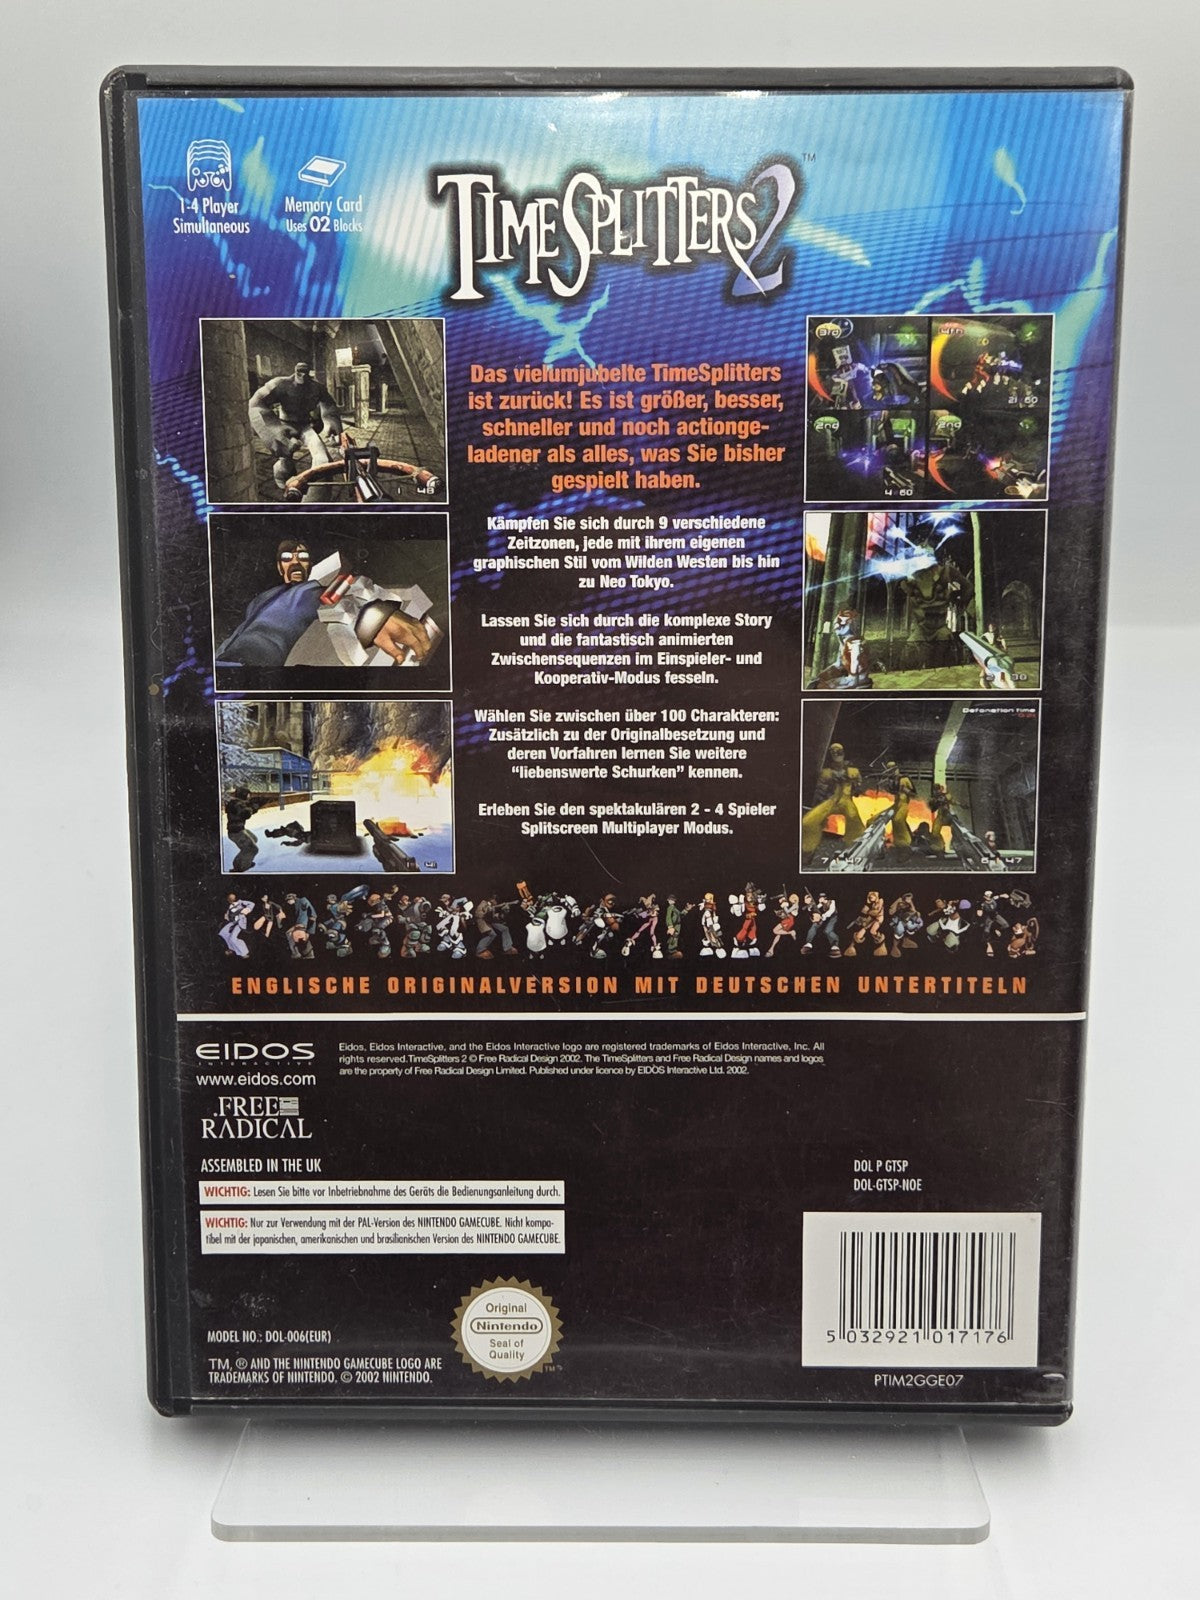 1-4 Player
Simultaneous
Memory Card
Uses 02 Blocks
TIMESPLITTERS 2™
Das vielumjubelte TimeSplitters
ist zurück! Es ist größer, besser,
schneller und noch actionge-
ladener als alles, was Sie bisher
gespielt haben.
Kämpfen Sie sich durch 9 verschiedene
Zeitzonen, jede mit ihrem eigenen
graphischen Stil vom Wilden Westen bis hin
zu Neo Tokyo.
Lassen Sie sich durch die komplexe Story
und die fantastisch animierten
Zwischensequenzen im Einspieler- und
Kooperativ-Modus fesseln.
Wählen Sie zwischen über 100 Charakteren:
Zusätzlich zu der Originalbesetzung und
deren Vorfahren lernen Sie weitere
“liebenswerte Schurken” kennen.
Erleben Sie den spektakulären 2 - 4 Spieler
Splitscreen Multiplayer Modus.
3rd
4th
2nd
2nd
Detonation time
ENGLISCHE ORIGINALVERSION MIT DEUTSCHEN UNTERTITELN
EIDOS
INTERACTIVE
www.eidos.com
Eidos, Eidos Interactive, and the Eidos Interactive logo are registered trademarks of Eidos Interactive, Inc. All
rights reserved. TimeSplitters 2 © Free Radical Design 2002. The TimeSplitters and Free Radical Design names and logos
are the property of Free Radical Design Limited. Published under licence by EIDOS Interactive Ltd. 2002.
.FREE
RADICAL
ASSEMBLED IN THE UK
WICHTIG: Lesen Sie bitte vor Inbetriebnahme des Geräts die Bedienungsanleitung durch.
WICHTIG: Nur zur Verwendung mit der PAL-Version des NINTENDO GAMECUBE. Nicht kompa-
tibel mit der japanischen, amerikanischen und brasilianischen Version des NINTENDO GAMECUBE.
DOL P GTSP
DOL-GTSP-NOE
MODEL NO.: DOL-006(EUR)
TM, ® AND THE NINTENDO GAMECUBE LOGO ARE
TRADEMARKS OF NINTENDO. © 2002 NINTENDO.
Original
Nintendo
Seal of
Quality
TM
5 032921 017176
PTIM2GGE07